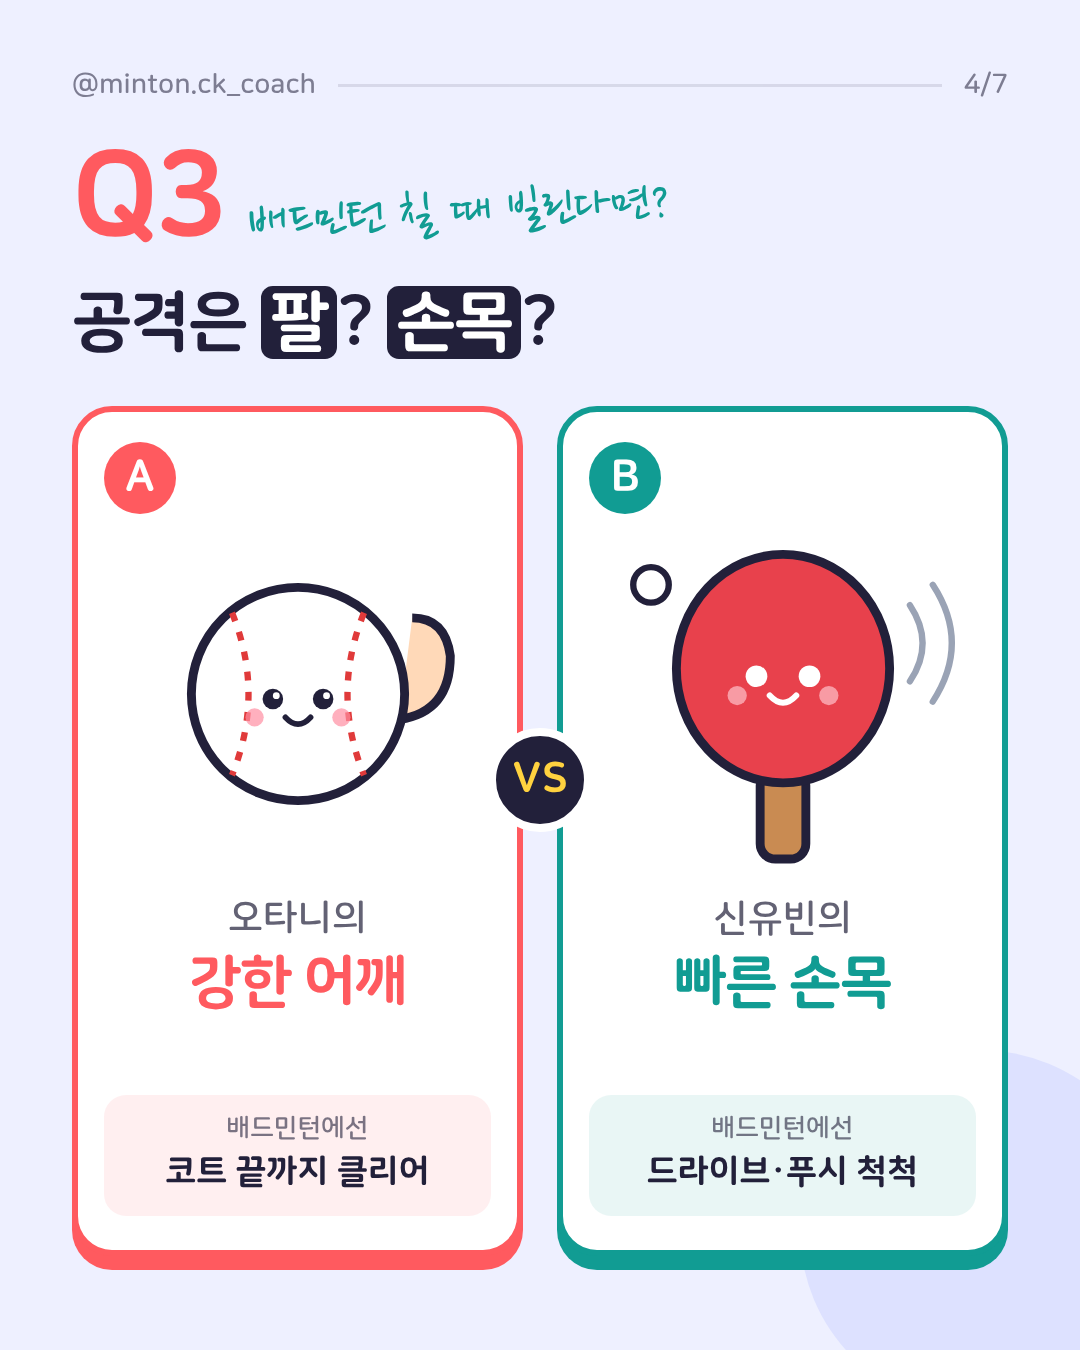 @minton.ck_coach 4/7
Q3 배드민턴 칠 때 빌린다면?
공격은 팔? 손목?
A
B
VS
오타니의
강한 어깨
신유빈의
빠른 손목
배드민턴에선
코트 끝까지 클리어
배드민턴에선
드라이브·푸시 척척